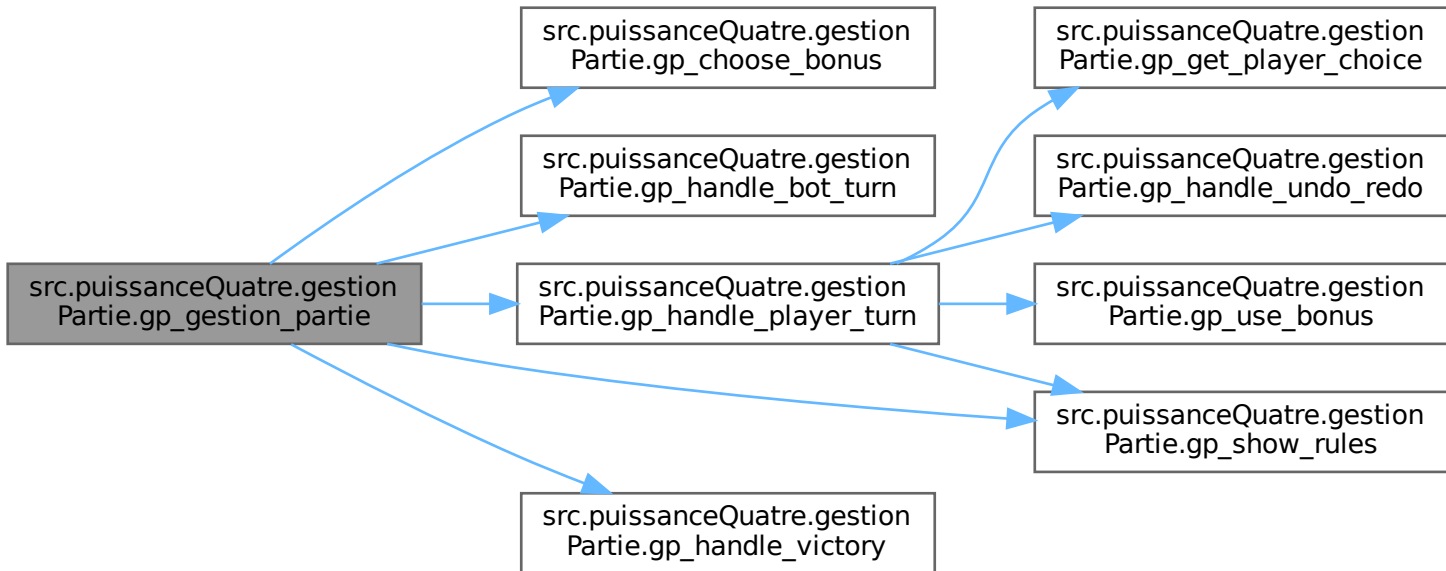 src.puissanceQuatre.gestion
Partie.gp_gestion_partie
src.puissanceQuatre.gestion
Partie.gp_choose_bonus
src.puissanceQuatre.gestion
Partie.gp_handle_bot_turn
src.puissanceQuatre.gestion
Partie.gp_handle_player_turn
src.puissanceQuatre.gestion
Partie.gp_handle_victory
src.puissanceQuatre.gestion
Partie.gp_get_player_choice
src.puissanceQuatre.gestion
Partie.gp_handle_undo_redo
src.puissanceQuatre.gestion
Partie.gp_use_bonus
src.puissanceQuatre.gestion
Partie.gp_show_rules